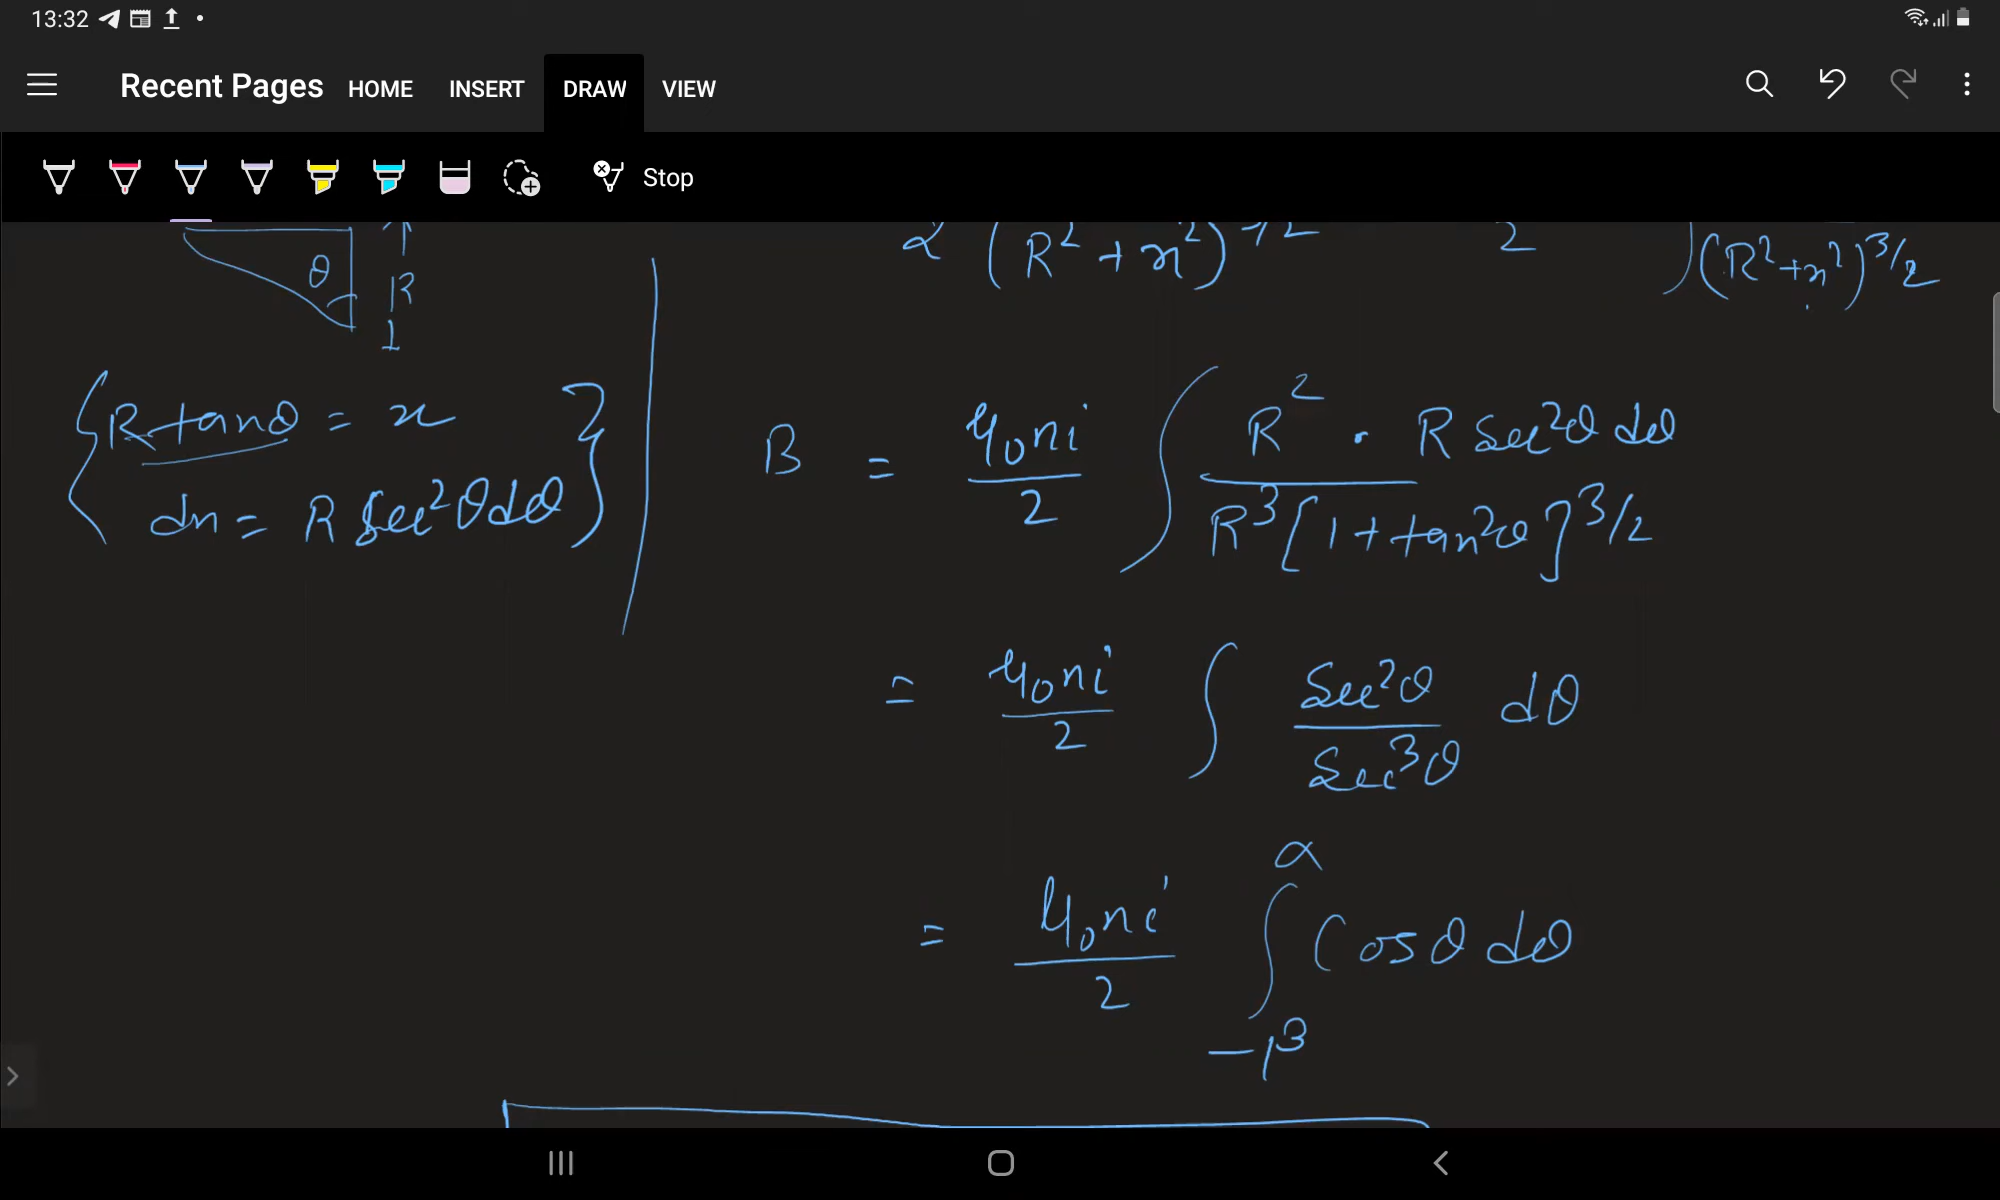 13:32
Recent Pages HOME INSERT DRAW VIEW
Stop
2 (R²+x²)^3/2 2 ∫(R²+x²)^3/2
θ R
{R tanθ = x
dx = R sec²θdθ}
B = μ₀ni/2 ∫ R² . R Sec²θ dθ / R³[1+tan²θ]^3/2
= μ₀ni/2 ∫ Sec²θ/Sec³θ dθ
= μ₀ni/2 ∫_-β^α Cosθ dθ